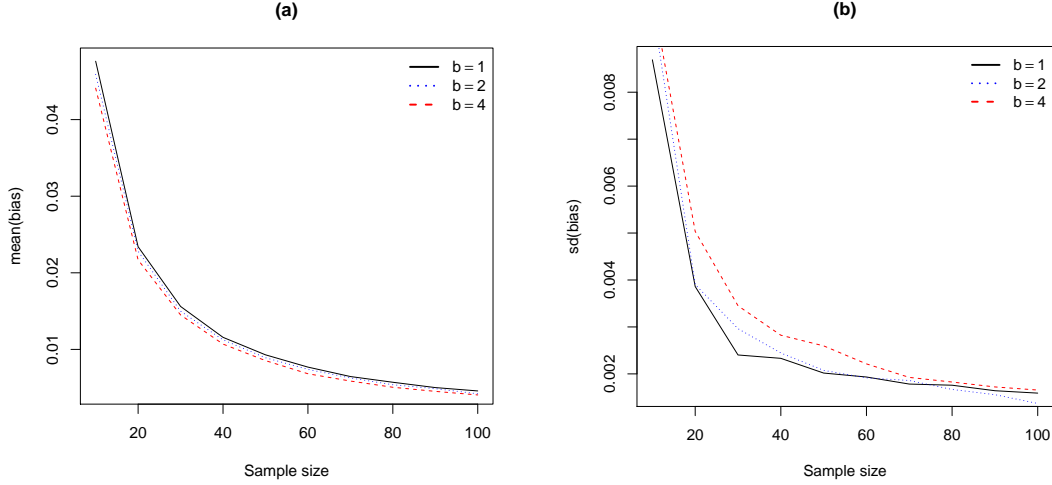 (a)
b = 1
b = 2
b = 4
mean(bias)
0.01
0.02
0.03
0.04
20
40
60
80
100
Sample size
(b)
b = 1
b = 2
b = 4
sd(bias)
0.002
0.004
0.006
0.008
20
40
60
80
100
Sample size